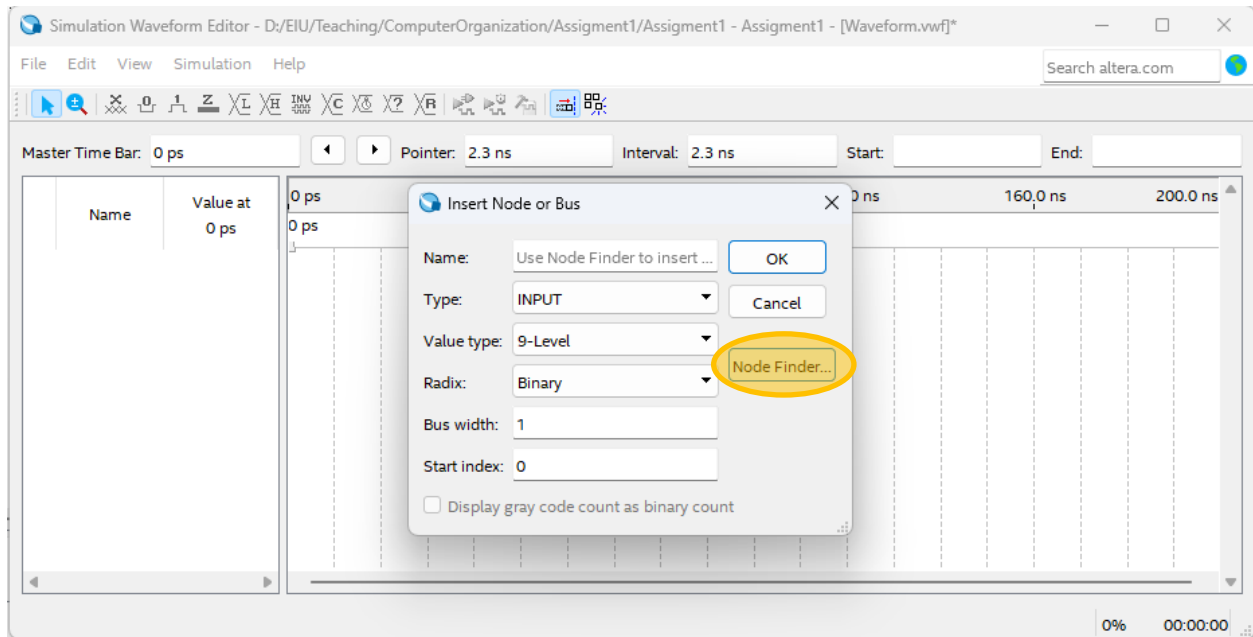 Simulation Waveform Editor - D:/EIU/Teaching/ComputerOrganization/Assigment1/Assigment1 - Assigment1 - [Waveform.vwf]*
File Edit View Simulation Help
Search altera.com
Master Time Bar: 0 ps
Pointer: 2.3 ns
Interval: 2.3 ns
Start:
End:
Name
Value at
0 ps
0 ps
0 ps
0 ns
160.0 ns
200.0 ns
Insert Node or Bus
Name: Use Node Finder to insert ...
OK
Type: INPUT
Cancel
Value type: 9-Level
Node Finder...
Radix: Binary
Bus width: 1
Start index: 0
Display gray code count as binary count
0% 00:00:00